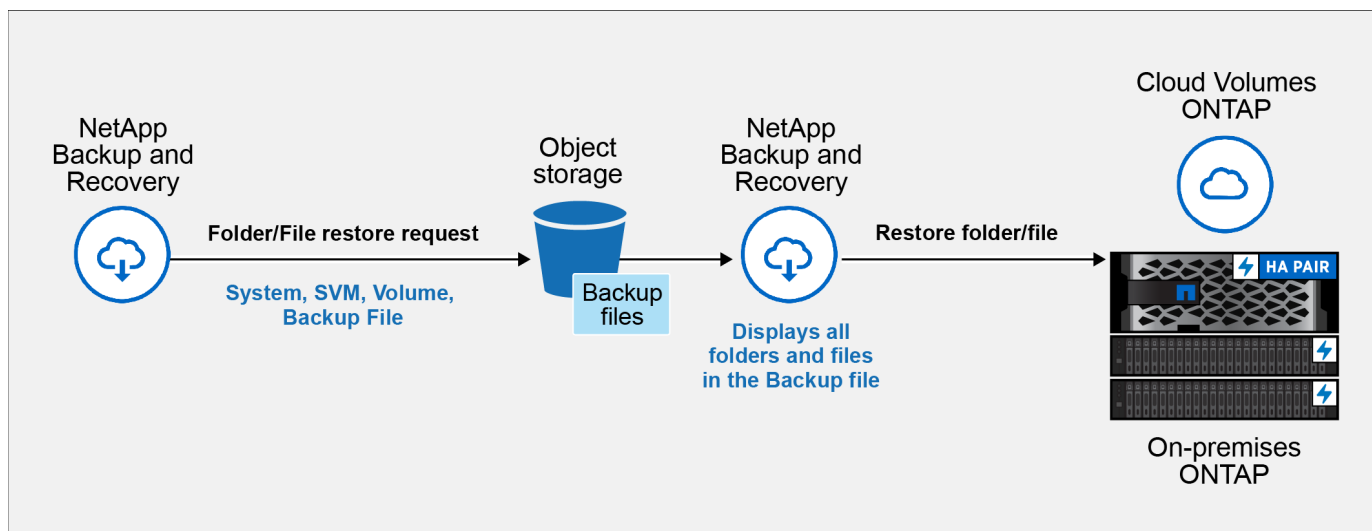 NetApp
Backup and
Recovery
Folder/File restore request
System, SVM, Volume,
Backup File
Object
storage
Backup
files
NetApp
Backup and
Recovery
Displays all
folders and files
in the Backup file
Restore folder/file
Cloud Volumes
ONTAP
HA PAIR
On-premises
ONTAP